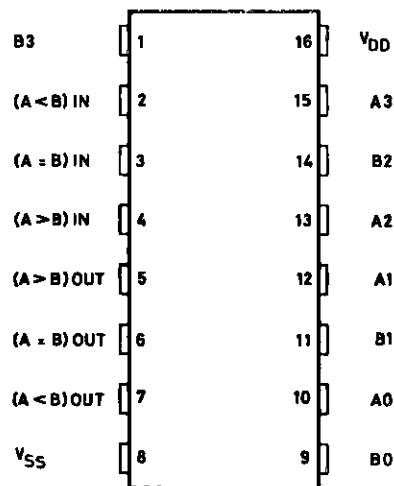 B3 1 16 VDD
(A < B) IN 2 15 A3
(A = B) IN 3 14 B2
(A > B) IN 4 13 A2
(A > B) OUT 5 12 A1
(A = B) OUT 6 11 B1
(A < B) OUT 7 10 A0
VSS 8 9 B0